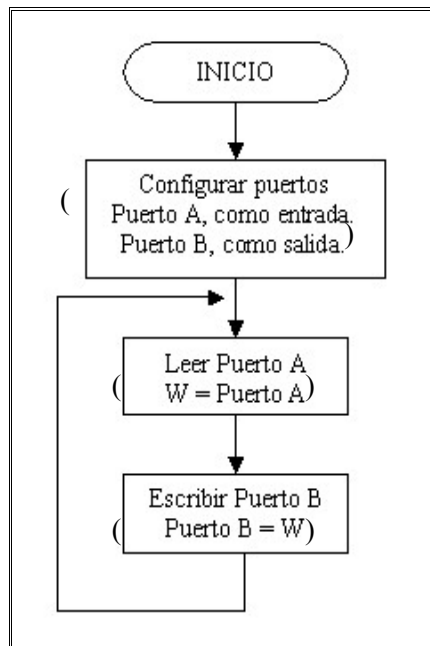 INICIO
( Configurar puertos
Puerto A, como entrada.
Puerto B, como salida.)
Leer Puerto A
( W = Puerto A)
Escribir Puerto B
( Puerto B = W)